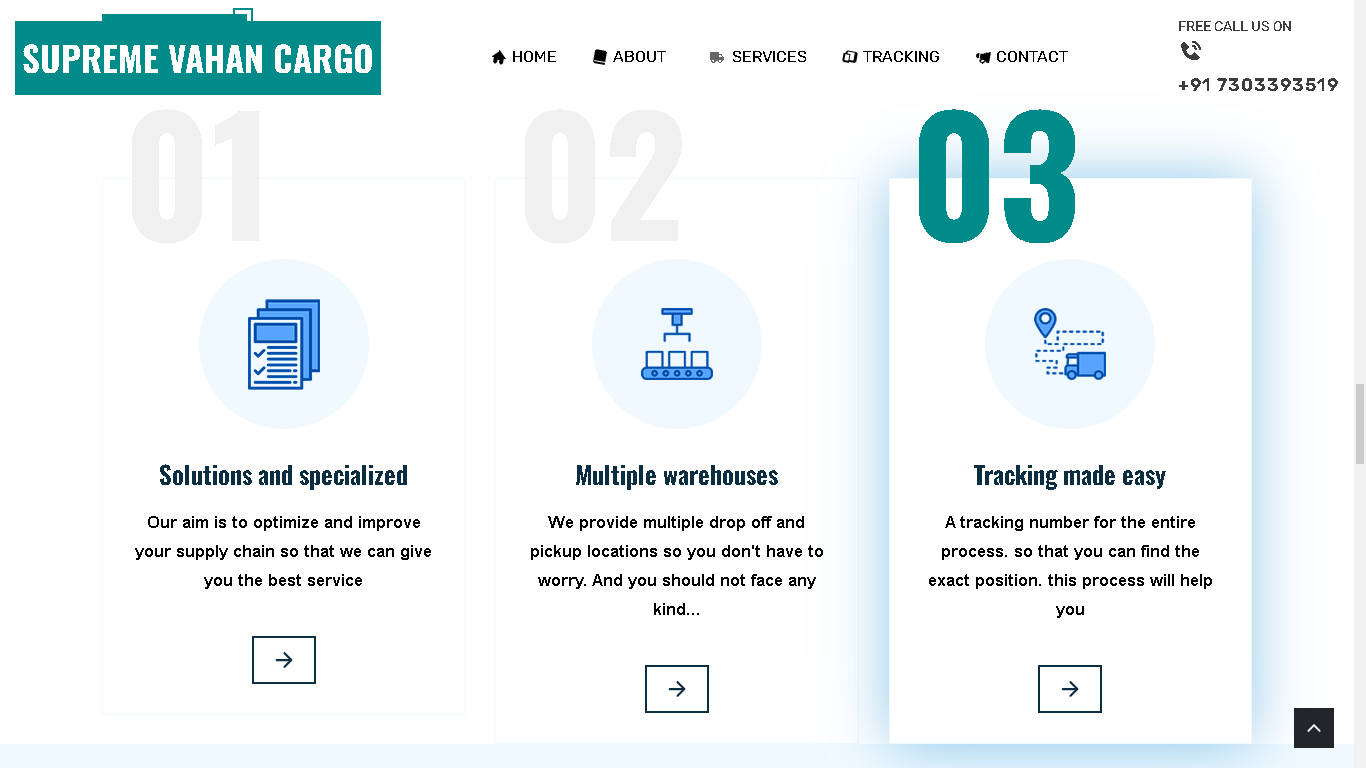 SUPREME VAHAN CARGO
HOME ABOUT SERVICES TRACKING CONTACT
FREE CALL US ON
+91 7303393519
01
Solutions and specialized
Our aim is to optimize and improve
your supply chain so that we can give
you the best service
02
Multiple warehouses
We provide multiple drop off and
pickup locations so you don't have to
worry. And you should not face any
kind...
03
Tracking made easy
A tracking number for the entire
process. so that you can find the
exact position. this process will help
you